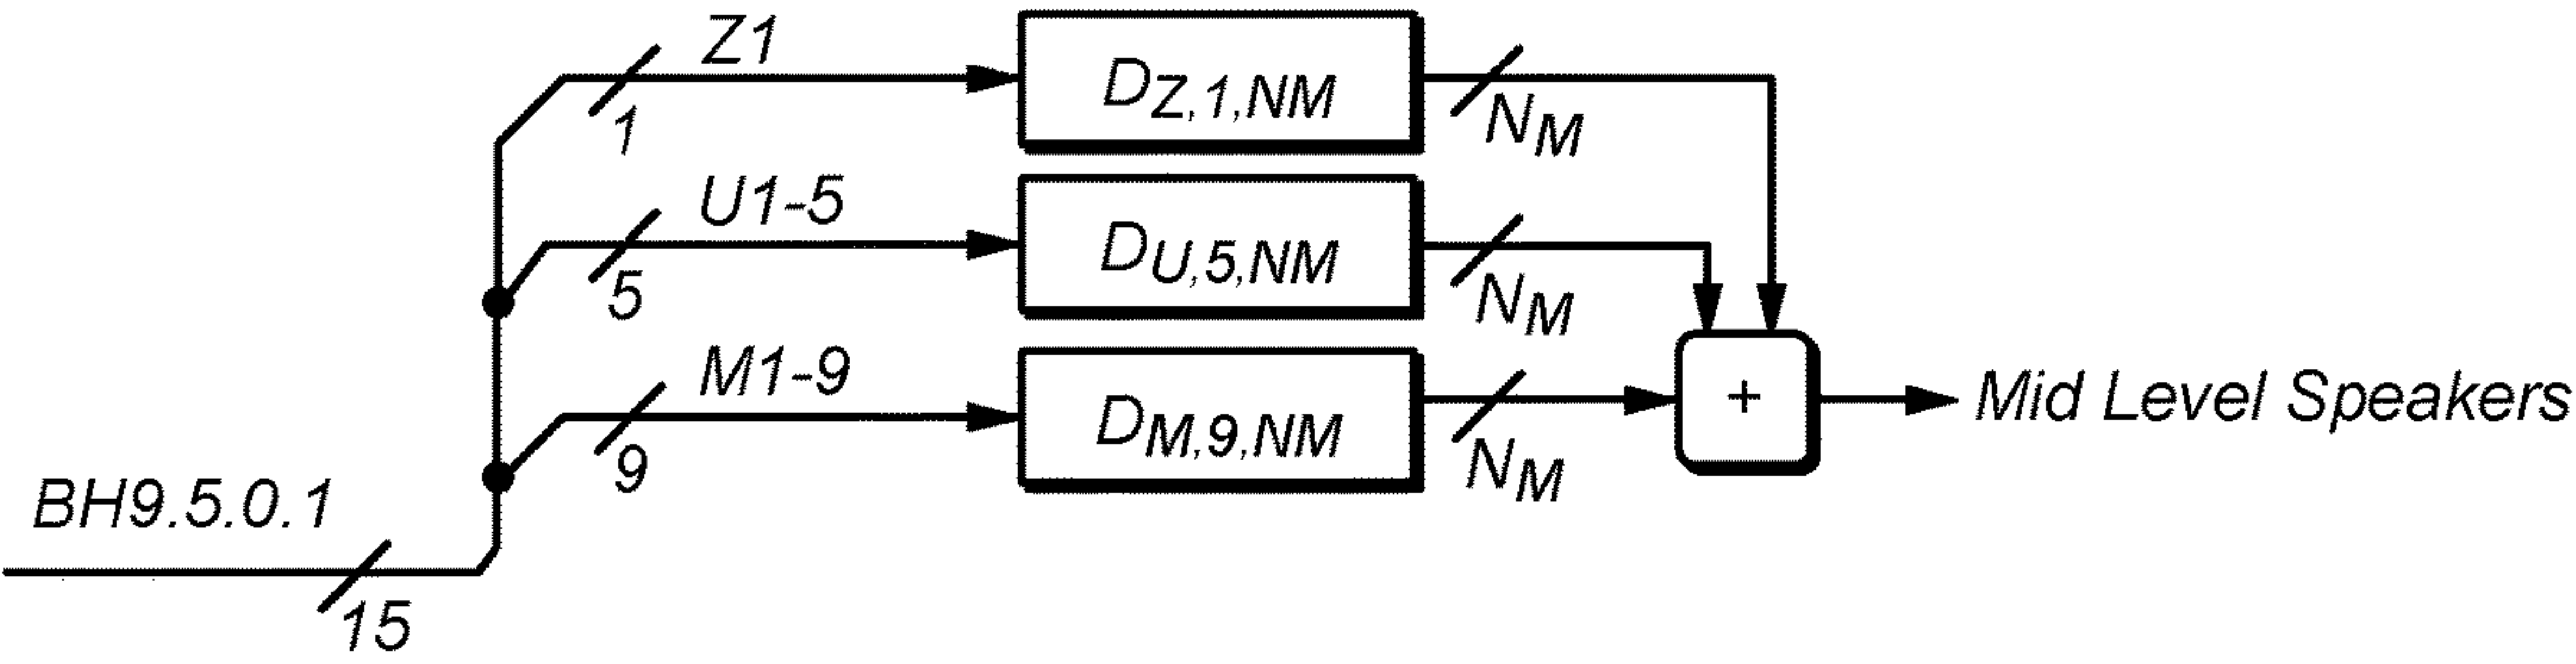 Z1
1
D_{Z,1,NM}
N_M
U1-5
5
D_{U,5,NM}
N_M
M1-9
9
D_{M,9,NM}
N_M
+
Mid Level Speakers
BH9.5.0.1
15